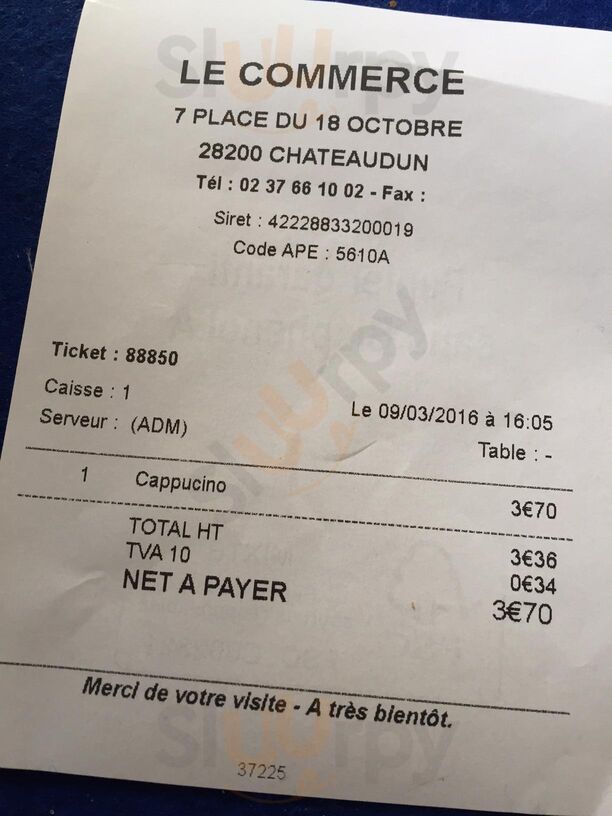 LE COMMERCE
7 PLACE DU 18 OCTOBRE
28200 CHATEAUDUN
Tél : 02 37 66 10 02 - Fax :
Siret : 42228833200019
Code APE : 5610A
Ticket : 88850
Caisse : 1
Le 09/03/2016 à 16:05
Serveur : (ADM)
Table : -
1 Cappucino 3€70
TOTAL HT 3€36
TVA 10 0€34
NET A PAYER 3€70
Merci de votre visite - A très bientôt.
37225
Sluurpy
Sluurpy
Sluurpy